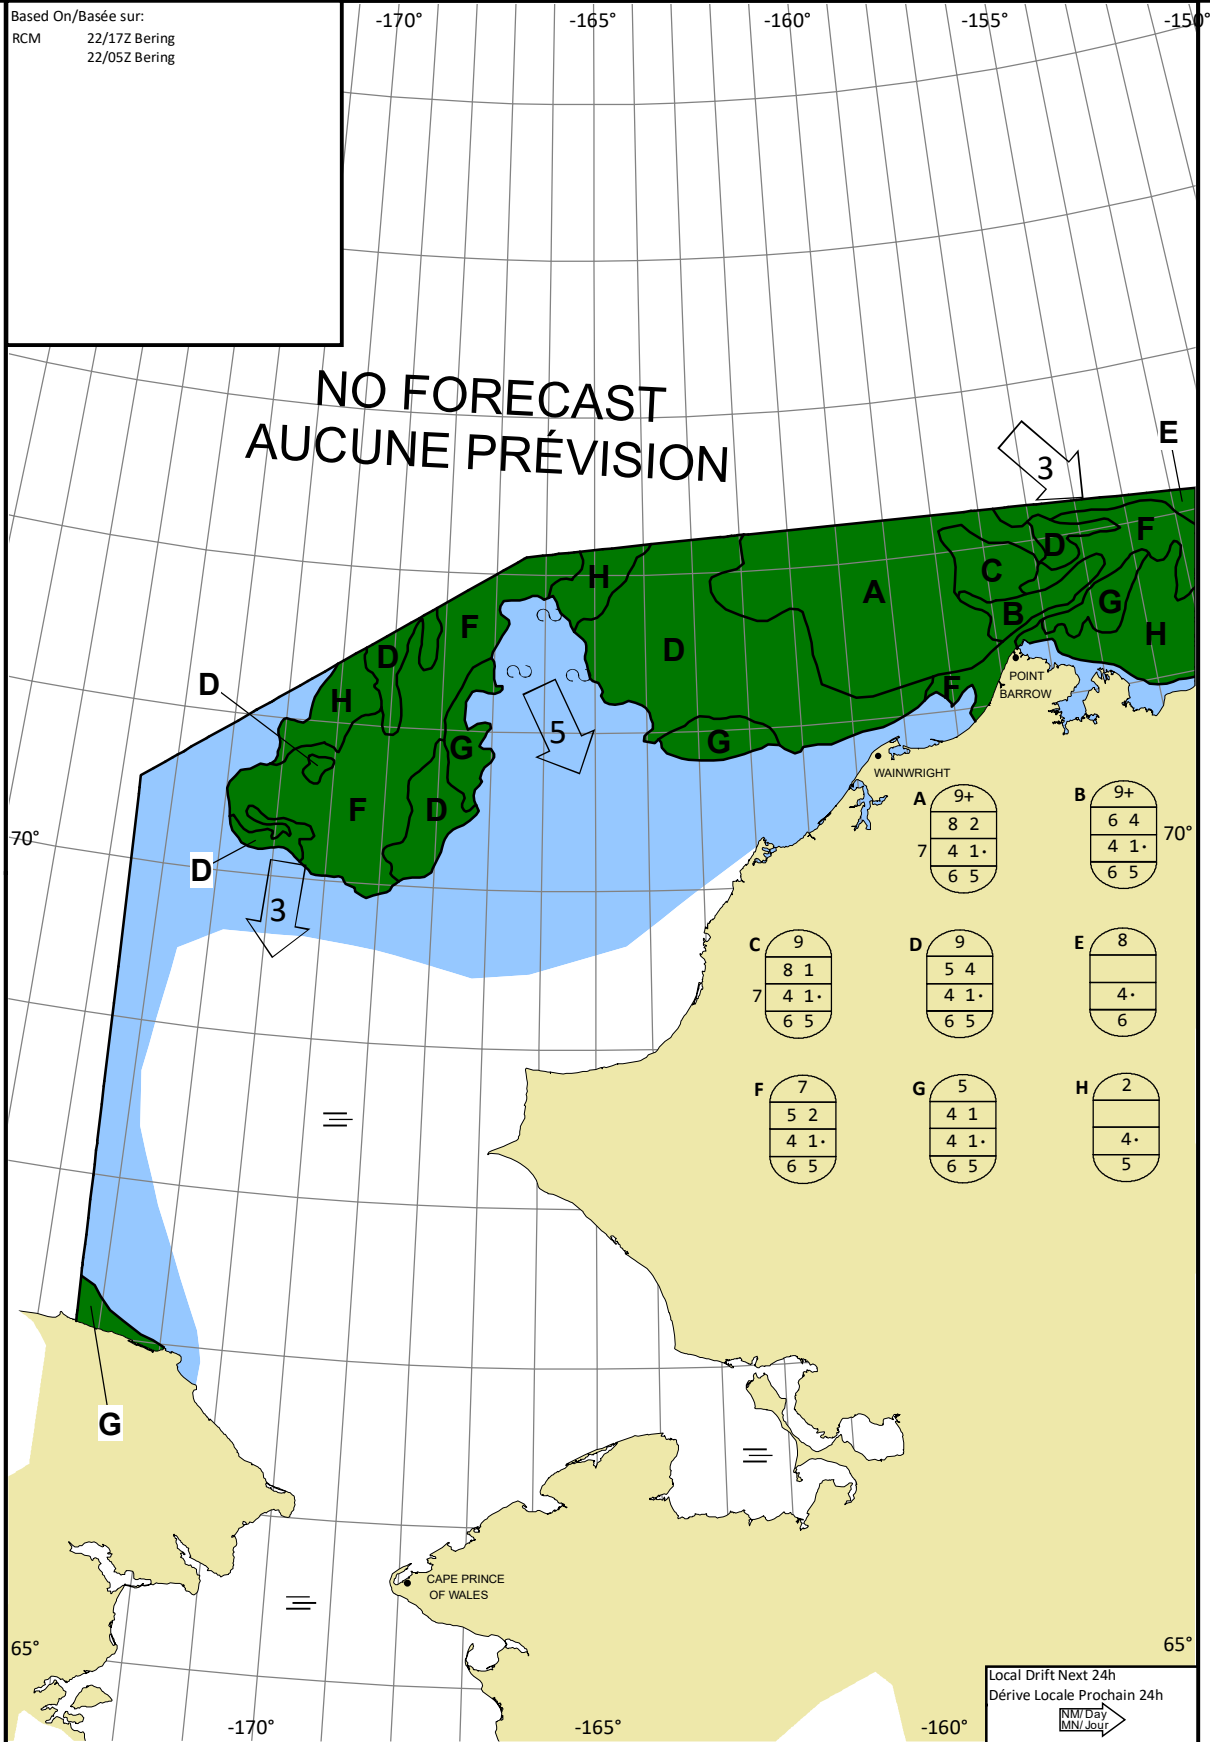 Based On/Basée sur:
RCM 22/17Z Bering
22/05Z Bering
-170° -165° -160° -155° -150°
NO FORECAST
AUCUNE PRÉVISION
E
3
F
D
H
C
A
G
B
F
H
D
D
D
POINT
BARROW
F
H
5
G
G
WAINWRIGHT
F
D
70°
70°
D
3
A
9+
8 2
7 4 1·
6 5
B
9+
6 4
4 1·
6 5
C
9
8 1
7 4 1·
6 5
D
9
5 4
4 1·
6 5
E
8
4·
6
F
7
5 2
4 1·
6 5
G
5
4 1
4 1·
6 5
H
2
4·
5
G
CAPE PRINCE
OF WALES
65°
65°
-170° -165° -160°
Local Drift Next 24h
Dérive Locale Prochain 24h
NM/Day
MN/Jour